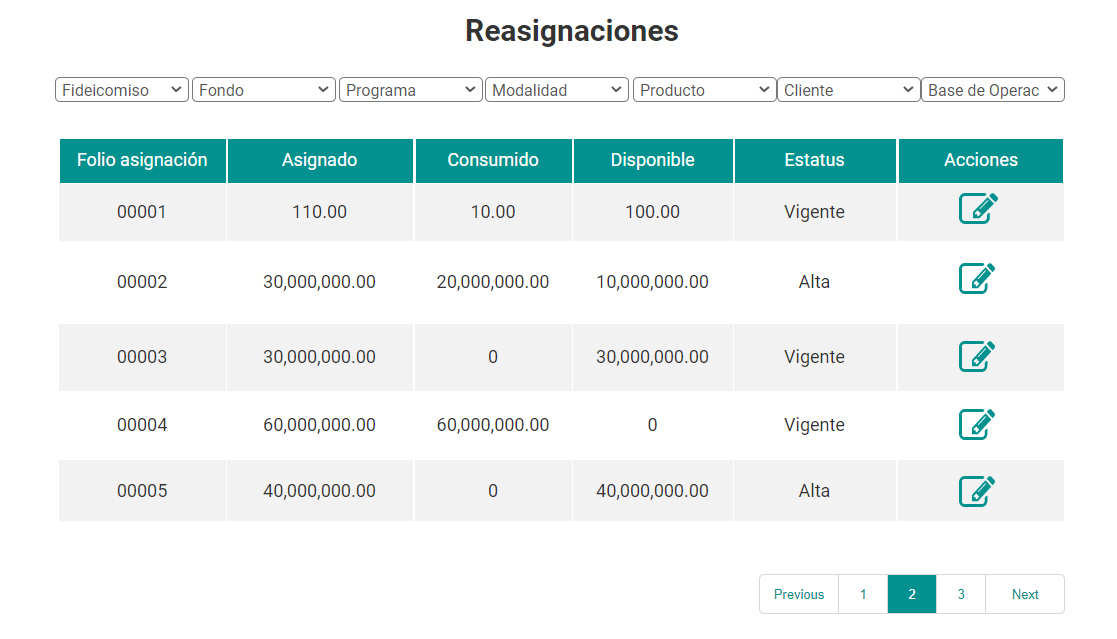 Reasignaciones
Fideicomiso Fondo Programa Modalidad Producto Cliente Base de Operac
Folio asignación Asignado Consumido Disponible Estatus Acciones
00001 110.00 10.00 100.00 Vigente
00002 30,000,000.00 20,000,000.00 10,000,000.00 Alta
00003 30,000,000.00 0 30,000,000.00 Vigente
00004 60,000,000.00 60,000,000.00 0 Vigente
00005 40,000,000.00 0 40,000,000.00 Alta
Previous 1 2 3 Next